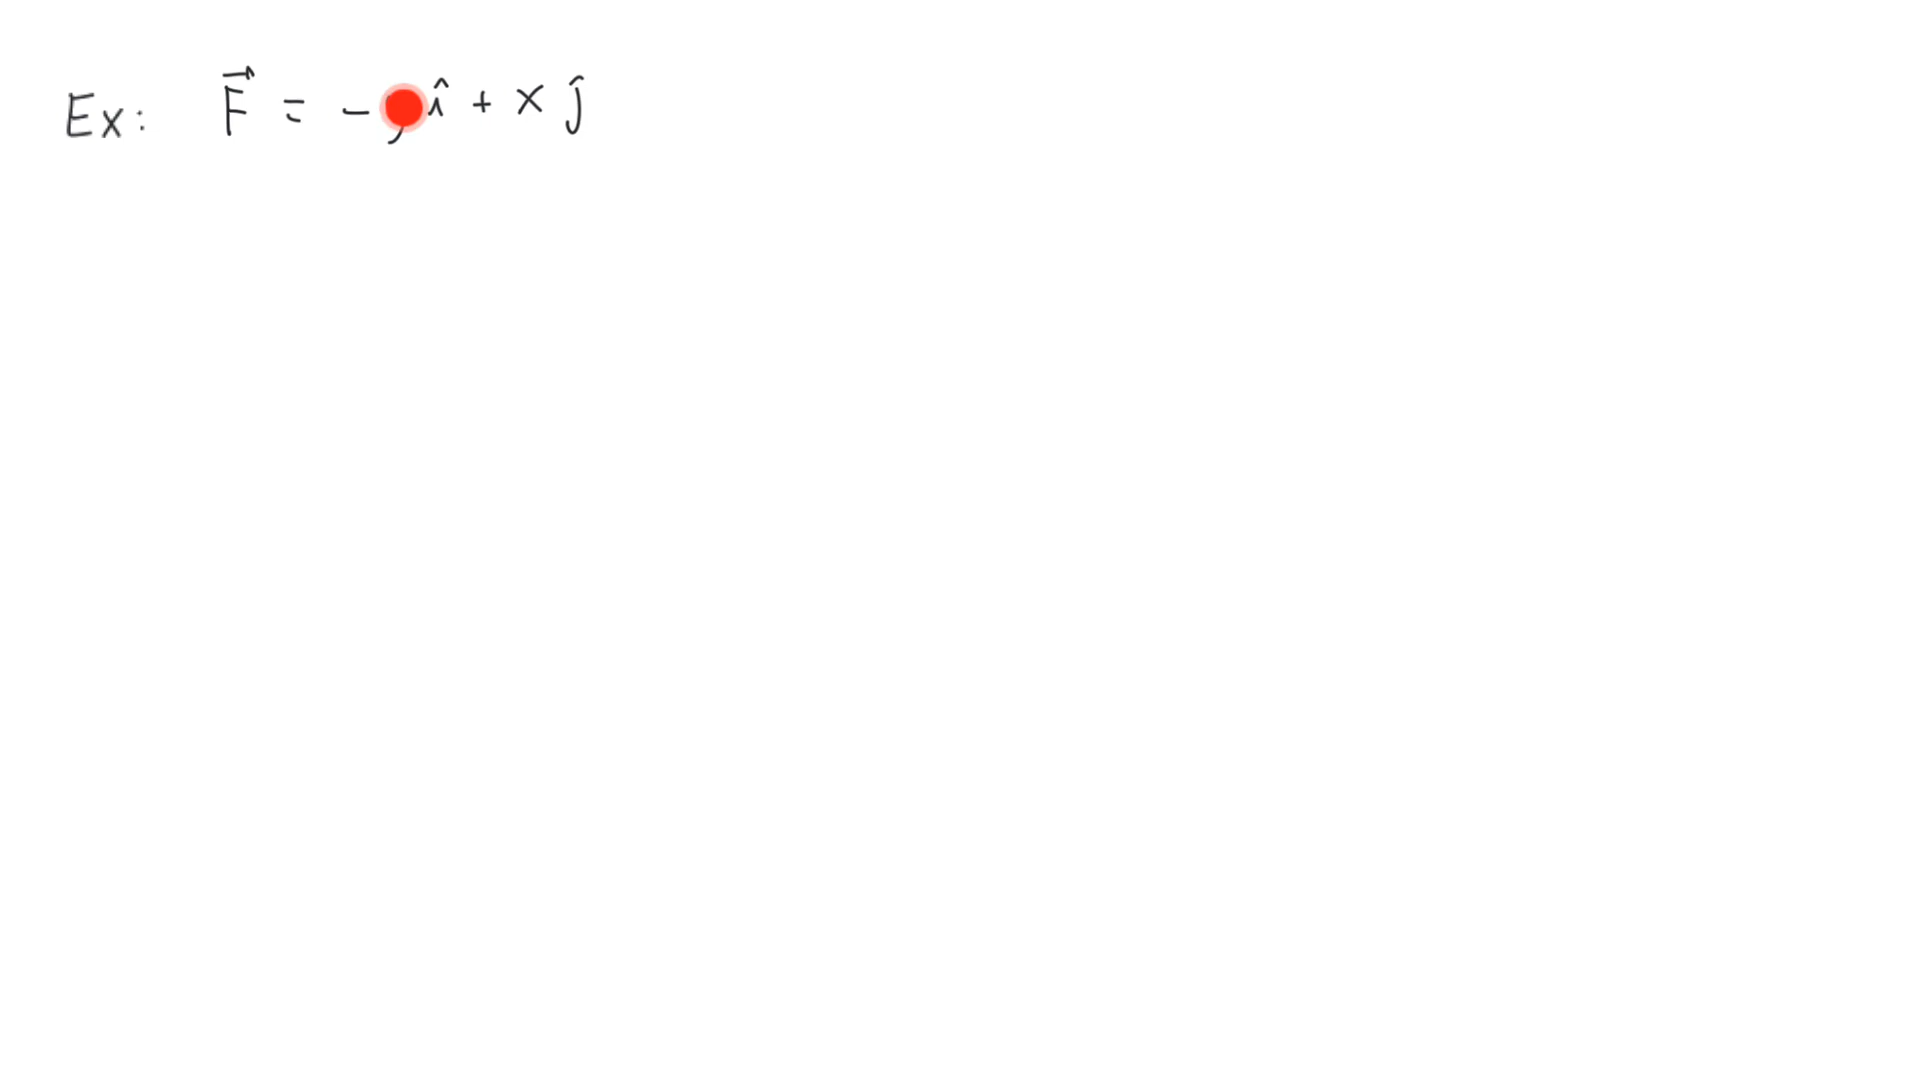 Ex: F⃗ = - î + x ĵ